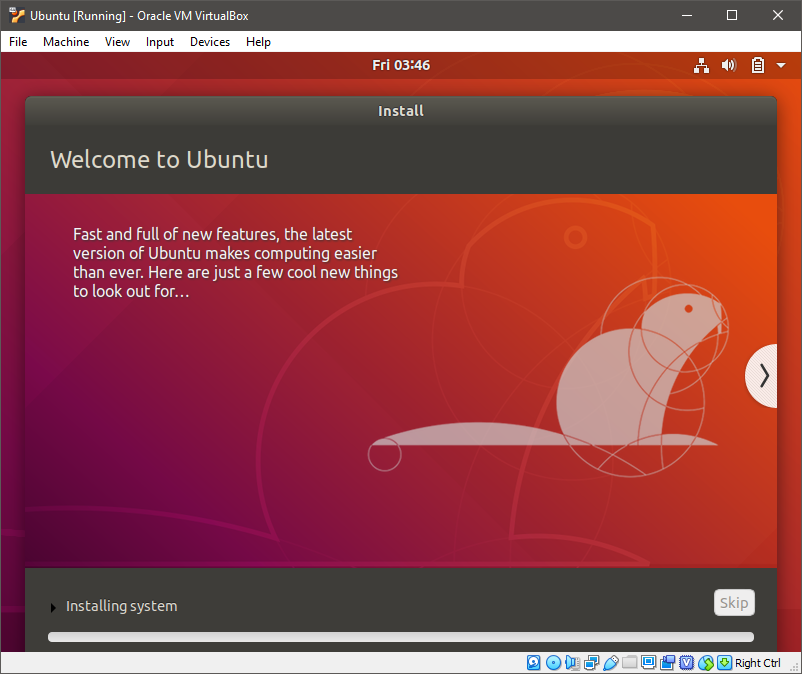 Ubuntu [Running] - Oracle VM VirtualBox
File Machine View Input Devices Help
Fri 03:46
Install
Welcome to Ubuntu
Fast and full of new features, the latest
version of Ubuntu makes computing easier
than ever. Here are just a few cool new things
to look out for…
Installing system
Skip
Right Ctrl